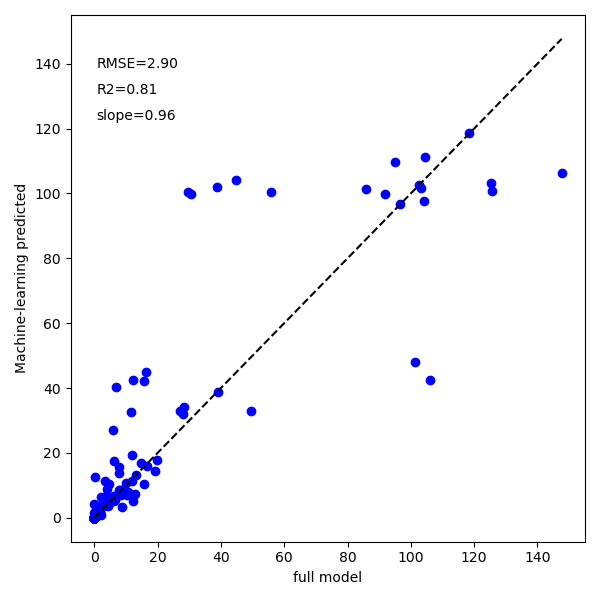 RMSE=2.90
R2=0.81
slope=0.96
Machine-learning predicted
140
120
100
80
60
40
20
0
0 20 40 60 80 100 120 140
full model